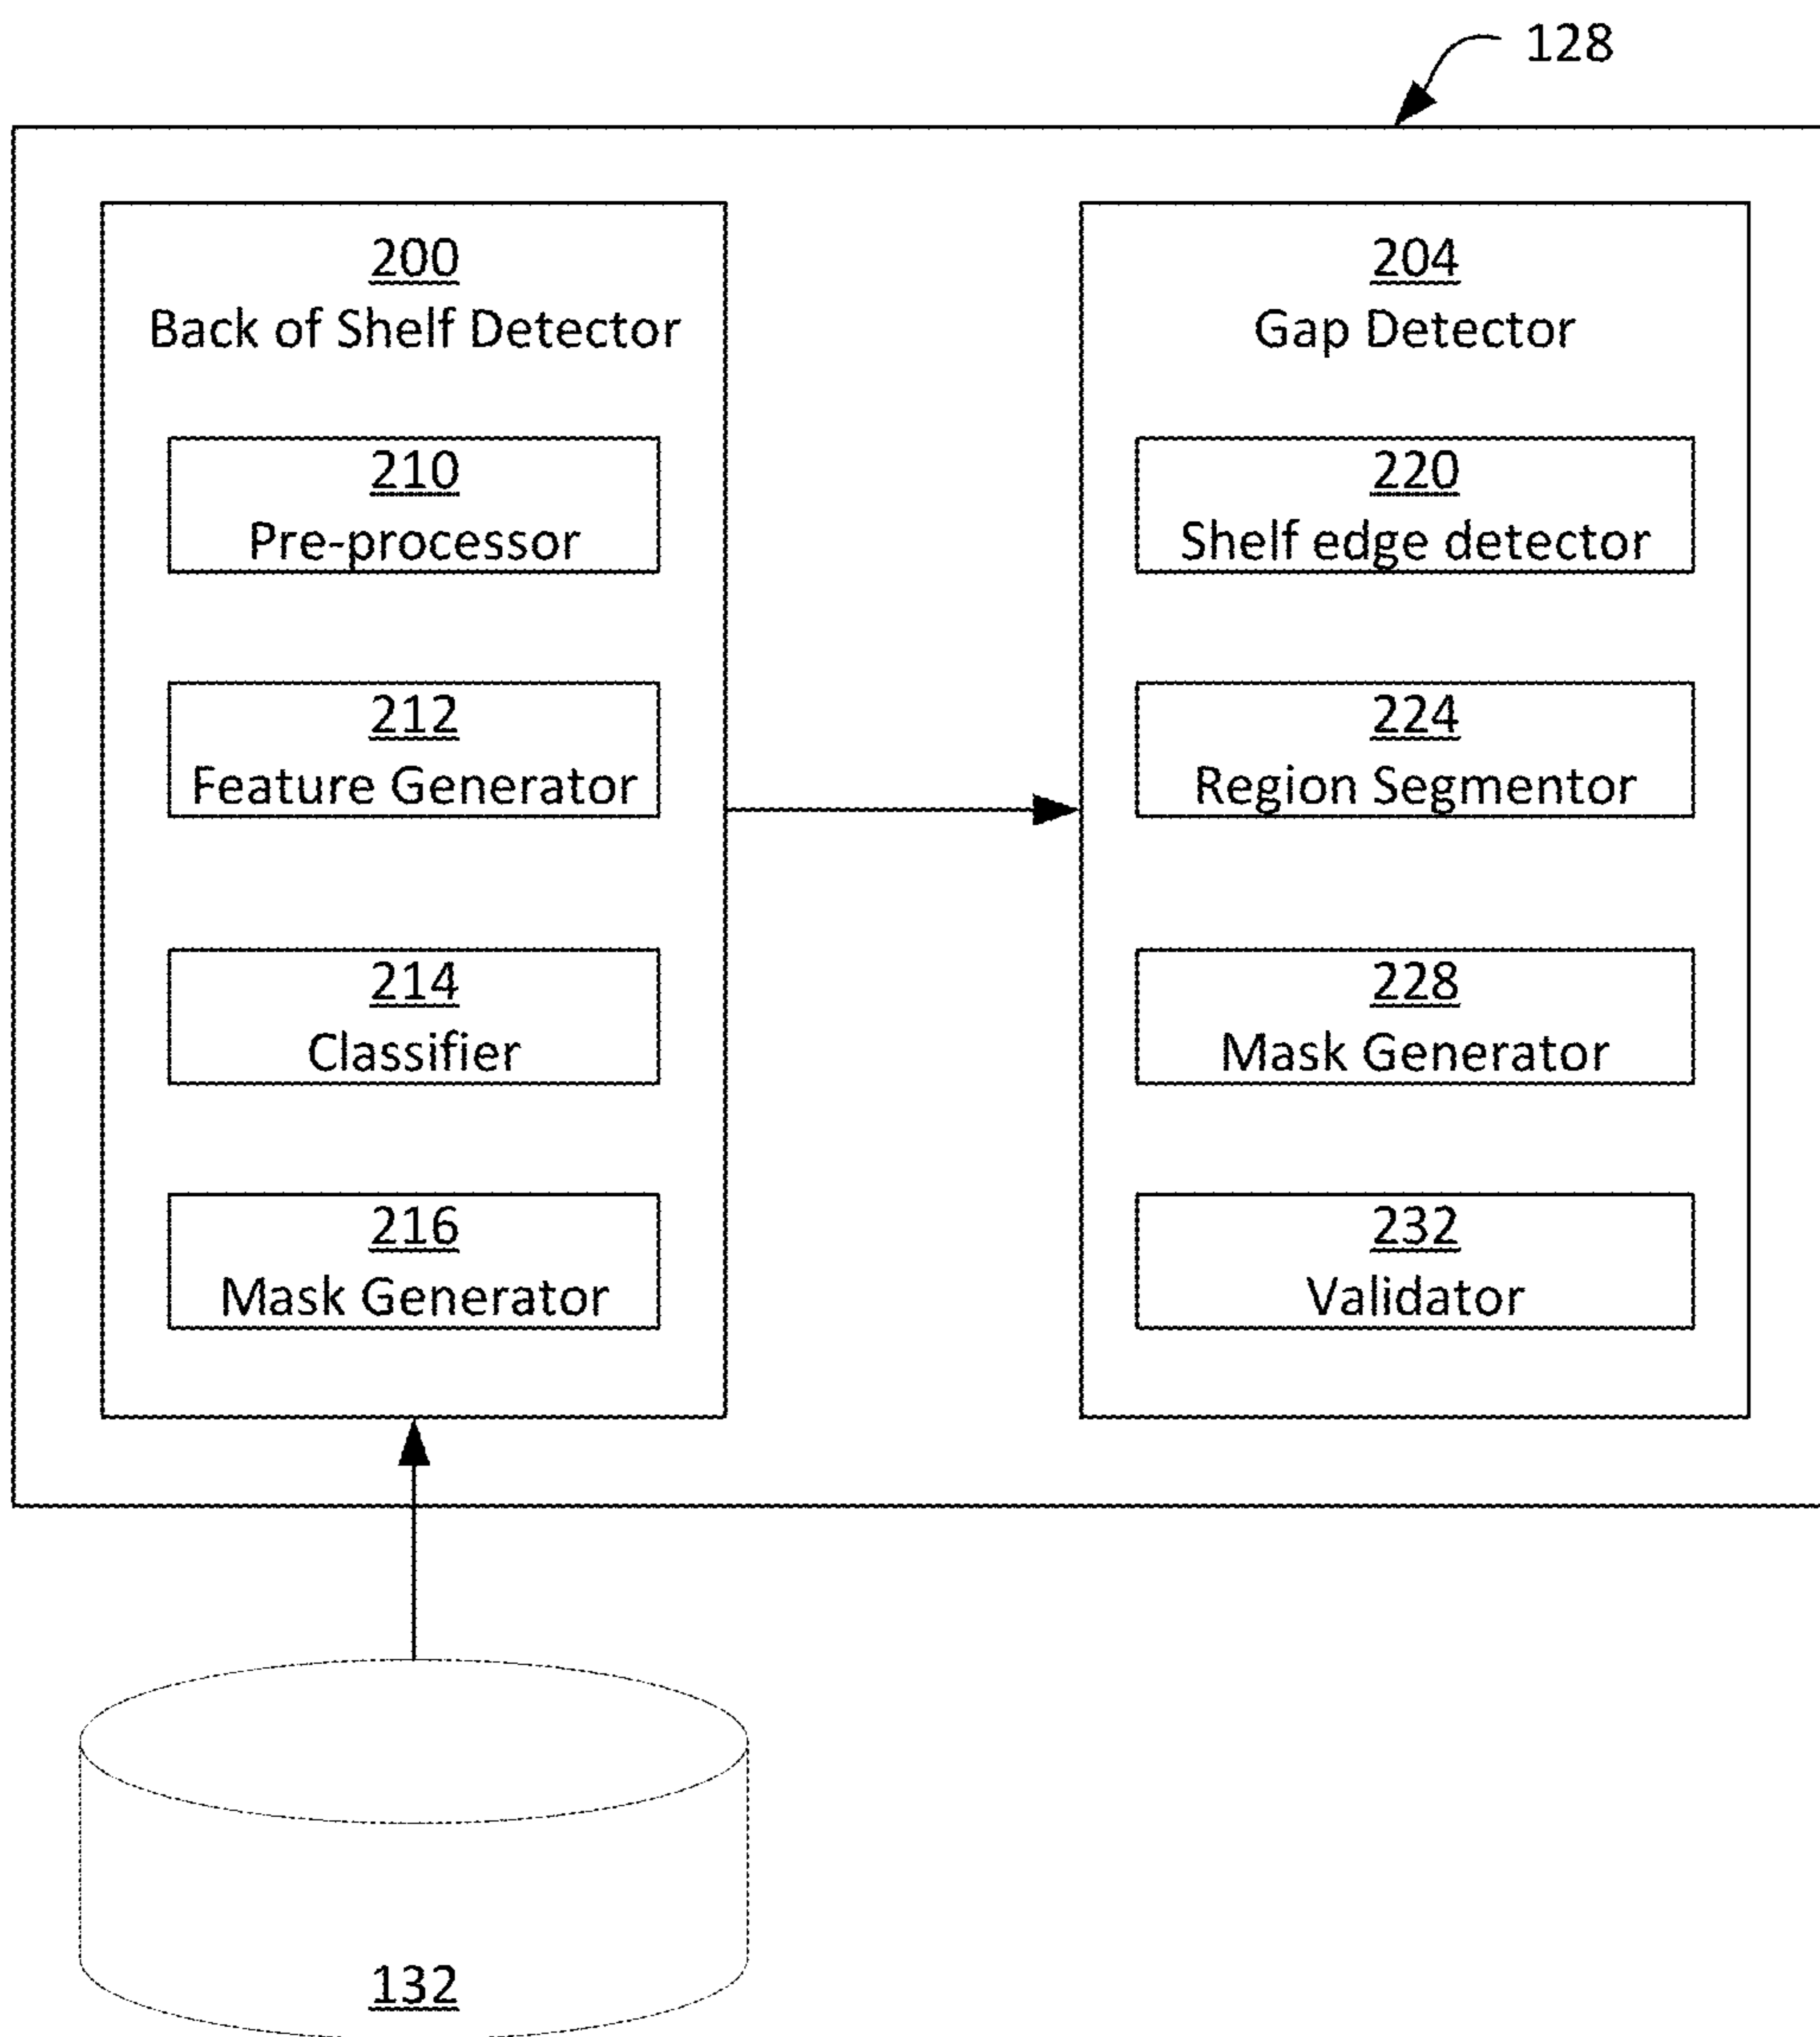 128
200
Back of Shelf Detector
210
Pre-processor
212
Feature Generator
214
Classifier
216
Mask Generator
204
Gap Detector
220
Shelf edge detector
224
Region Segmentor
228
Mask Generator
232
Validator
132